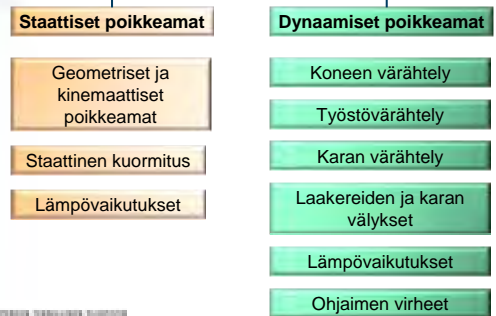 Staattiset poikkeamat
Geometriset ja
kinemaattiset
poikkeamat
Staattinen kuormitus
Lämpövaikutukset
Dynaamiset poikkeamat
Koneen värähtely
Työstövärähtely
Karan värähtely
Laakereiden ja karan
välykset
Lämpövaikutukset
Ohjaimen virheet